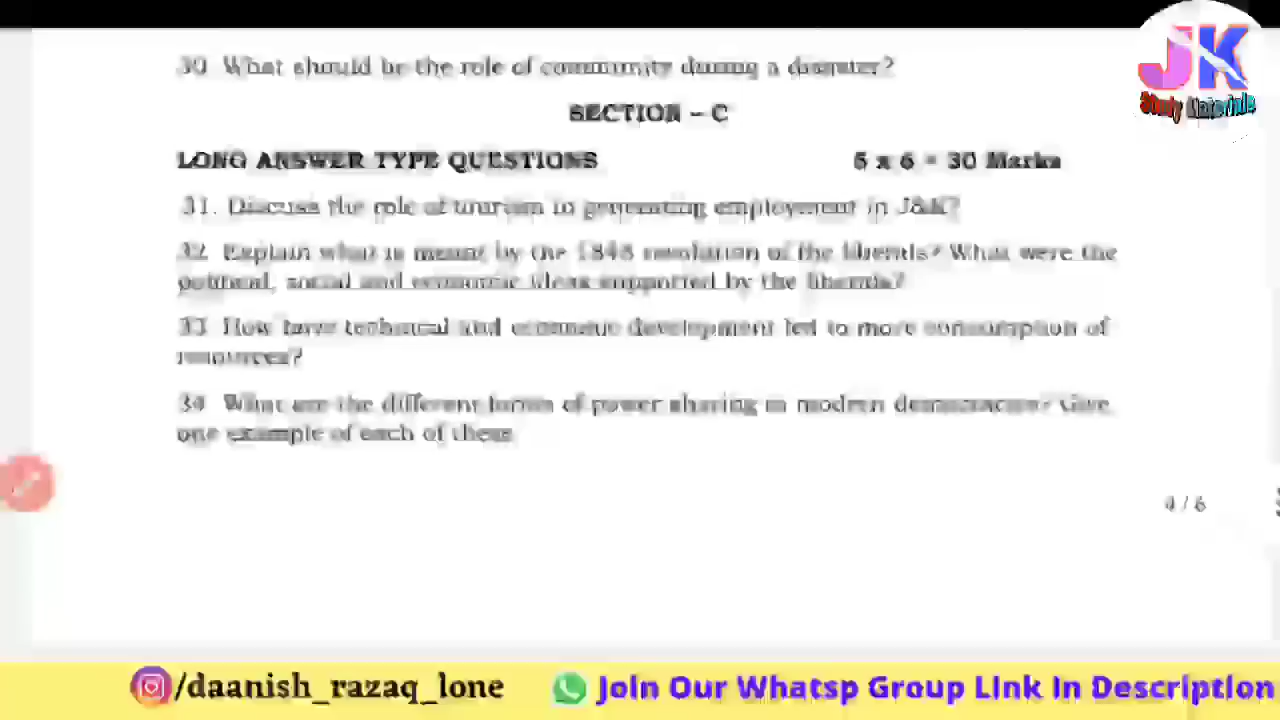 30. What should be the role of community during a disaster?
JK
Study Materials
SECTION – C
LONG ANSWER TYPE QUESTIONS 5 x 6 = 30 Marks
31. Discuss the role of tourism in generating employment in J&K?
32. Explain what is meant by the 1848 revolution of the liberals? What were the
political, social and economic ideas supported by the liberals?
33. How have technical and economic development led to more consumption of
resources?
34. What are the different forms of power sharing in modern democracies? Give
one example of each of these
4 / 6
/daanish_razaq_lone
Join Our Whatsp Group Link In Description